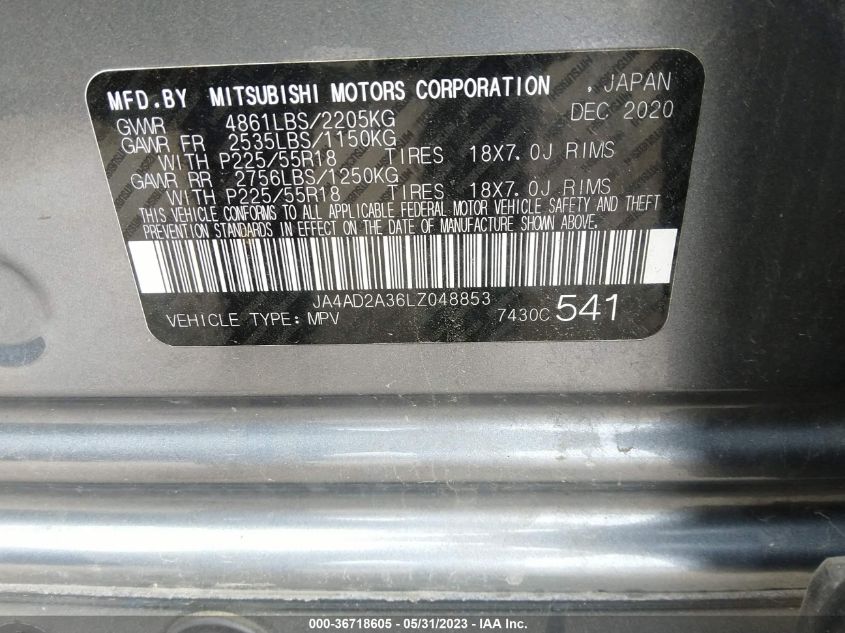 MFD.BY MITSUBISHI MOTORS CORPORATION , JAPAN
GVWR 4861LBS/2205KG DEC 2020
GAWR FR 2535LBS/1150KG
WITH P225/55R18 TIRES 18X7.0J RIMS
GAWR RR 2756LBS/1250KG
WITH P225/55R18 TIRES 18X7.0J RIMS
THIS VEHICLE CONFORMS TO ALL APPLICABLE FEDERAL MOTOR VEHICLE SAFETY AND THEFT
PREVENTION STANDARDS IN EFFECT ON THE DATE OF MANUFACTURE SHOWN ABOVE.
JA4AD2A36LZ048853
VEHICLE TYPE: MPV 7430C 541
000-36718605 - 05/31/2023 - IAA Inc.